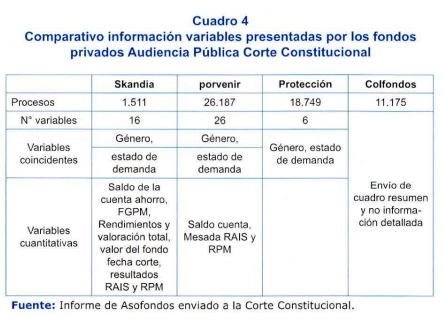 Cuadro 4
Comparativo información variables presentadas por los fondos
privados Audiencia Pública Corte Constitucional
Skandia porvenir Protección Colfondos
Procesos 1.511 26.187 18.749 11.175
N° variables 16 26 6
Variables
coincidentes
Género,
estado de
demanda
Género,
estado de
demanda
Género, estado
de demanda
Variables
cuantitativas
Saldo de la
cuenta ahorro,
FGPM,
Rendimientos y
valoración total,
valor del fondo
fecha corte,
resultados
RAIS y RPM
Saldo cuenta,
Mesada RAIS y
RPM
Envío de
cuadro resumen
y no informa-
ción detallada
Fuente: Informe de Asofondos enviado a la Corte Constitucional.